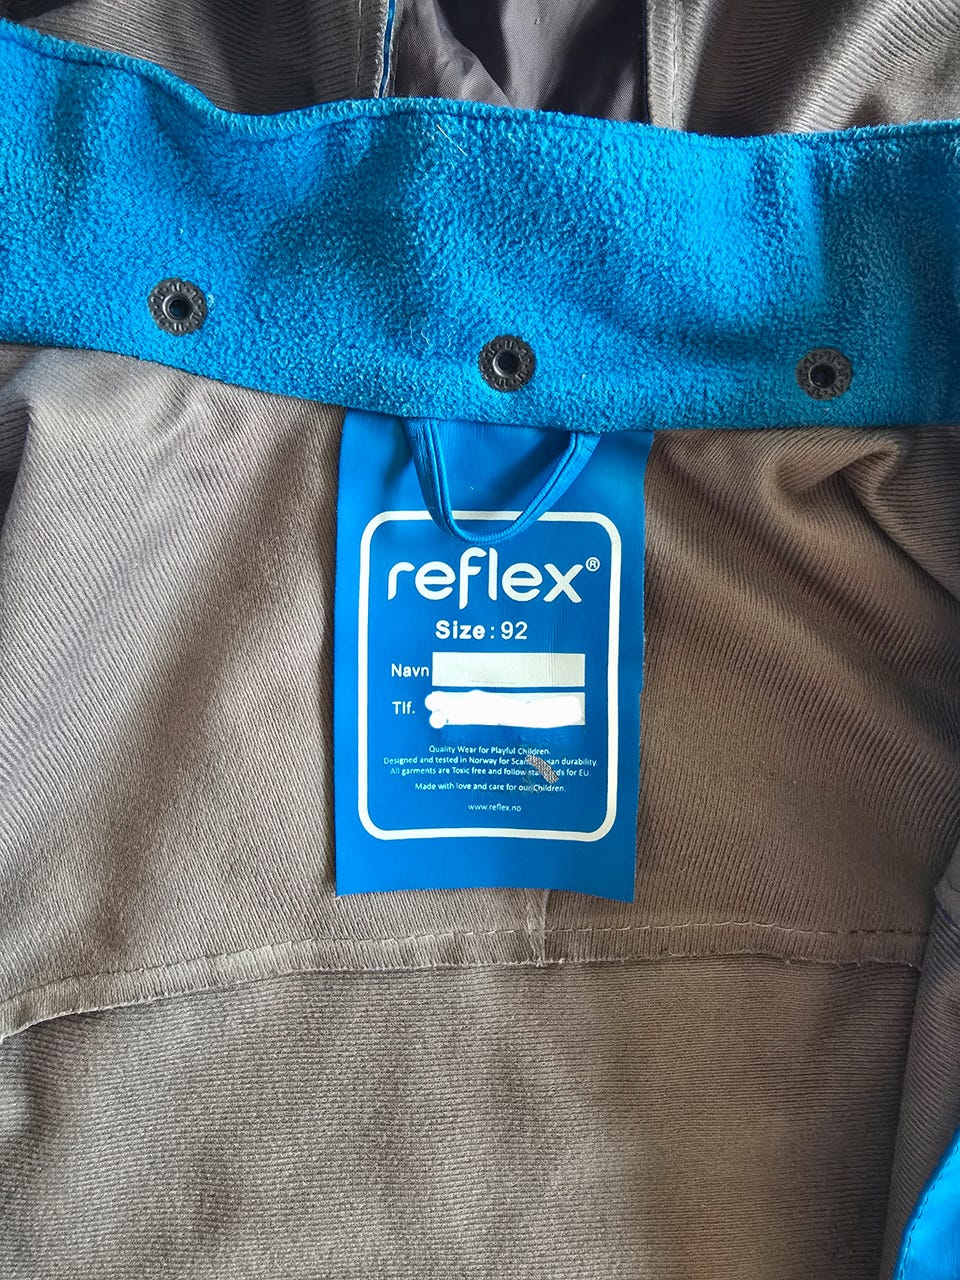 reflex®
Size: 92
Navn
Tlf.
Quality Wear for Playful Children.
Designed and tested in Norway for durability.
All garments are Toxic free and follow for EU.
Made with love and care for our Children.
www.reflex.no